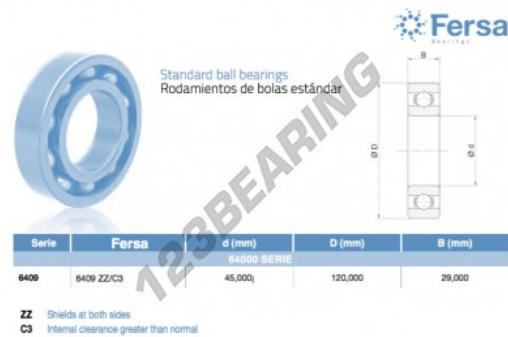 Fersa
Bearings
Standard ball bearings
Rodamientos de bolas estándar
B
Ø D
Ø d
123BEARING
Serie Fersa d (mm) D (mm) B (mm)
64000 SERIE
6409 6409 ZZ/C3 45,000 120,000 29,000
ZZ Shields at both sides
C3 Internal clearance greater than normal